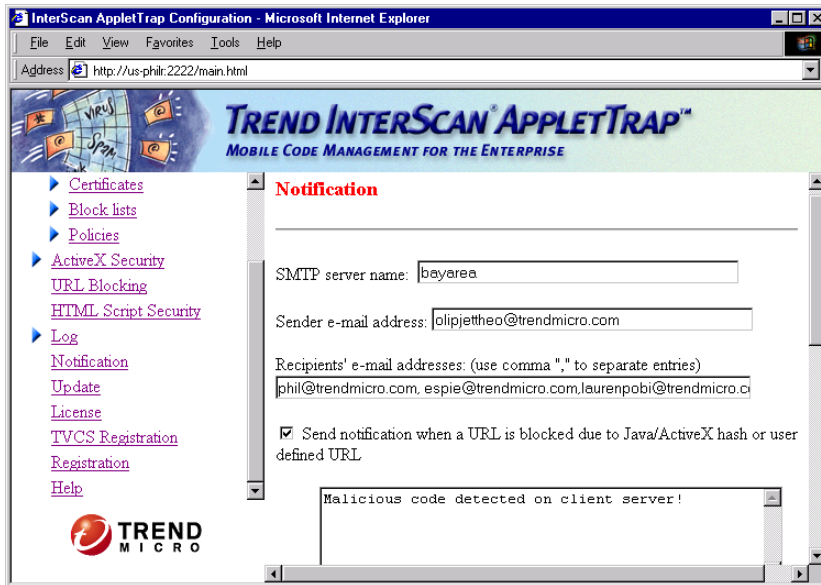 InterScan AppletTrap Configuration - Microsoft Internet Explorer
File Edit View Favorites Tools Help
Address http://us-philr:2222/main.html
VIRUS
SPAM
TREND INTERSCAN® APPLETTRAP™
MOBILE CODE MANAGEMENT FOR THE ENTERPRISE
Certificates
Block lists
Policies
ActiveX Security
URL Blocking
HTML Script Security
Log
Notification
Update
License
TVCS Registration
Registration
Help
TREND
MICRO
Notification
SMTP server name: bayarea
Sender e-mail address: olipjettheo@trendmicro.com
Recipients' e-mail addresses: (use comma "," to separate entries)
phil@trendmicro.com, espie@trendmicro.com,laurenpobi@trendmicro.c
Send notification when a URL is blocked due to Java/ActiveX hash or user
defined URL
Malicious code detected on client server!